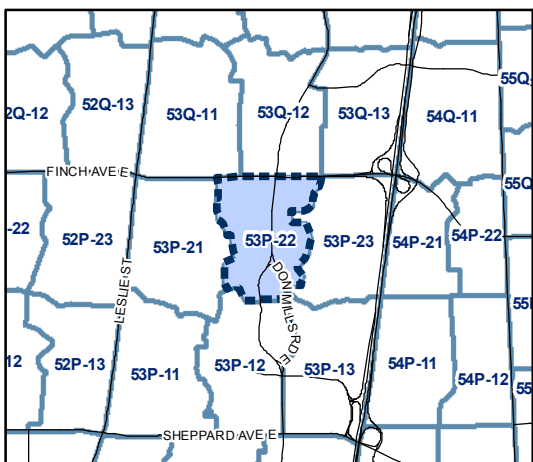 55Q
2Q-12
52Q-13
53Q-11
53Q-12
53Q-13
54Q-11
FINCH AVE E
55Q
-22
52P-23
53P-21
53P-22
53P-23
54P-21
54P-22
LESLIE ST
DON MILLS RD E
55
12
52P-13
53P-11
53P-12
53P-13
54P-11
54P-12
55
SHEPPARD AVE E